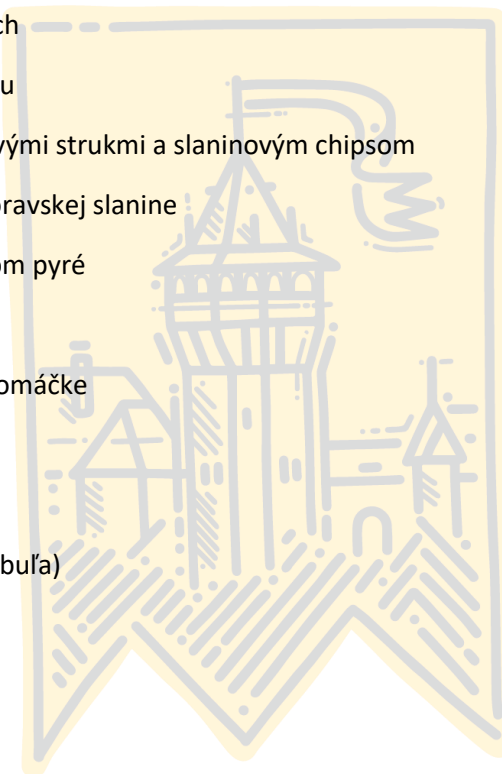 ch
u
vými strukmi a slaninovým chipsom
oravskej slanine
om pyré
omáčke
buľa)